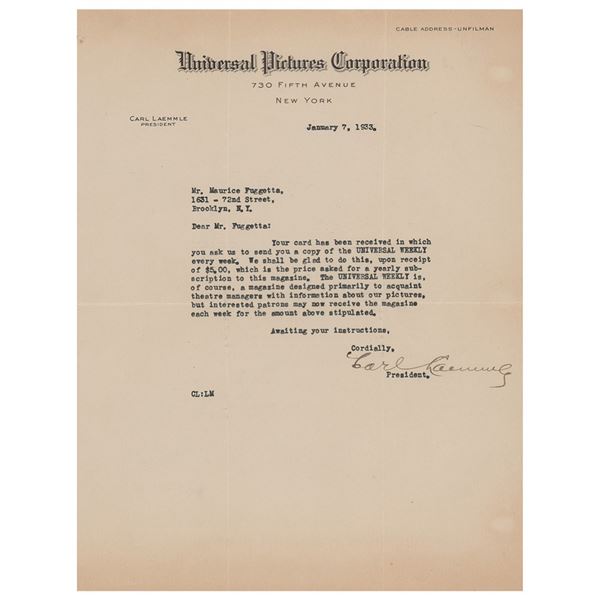 CABLE ADDRESS-UNFILMAN
Universal Pictures Corporation
730 FIFTH AVENUE
NEW YORK
CARL LAEMMLE
PRESIDENT
January 7, 1933.
Mr. Maurice Fuggetta,
1631 - 72nd Street,
Brooklyn, N.Y.
Dear Mr. Fuggetta:
Your card has been received in which
you ask us to send you a copy of the UNIVERSAL WEEKLY
every week. We shall be glad to do this, upon receipt
of $5.00, which is the price asked for a yearly sub-
scription to this magazine. The UNIVERSAL WEEKLY is,
of course, a magazine designed primarily to acquaint
theatre managers with information about our pictures,
but interested patrons may now receive the magazine
each week for the amount above stipulated.
Awaiting your instructions,
Cordially,
Carl Laemmle
President.
CL:LM